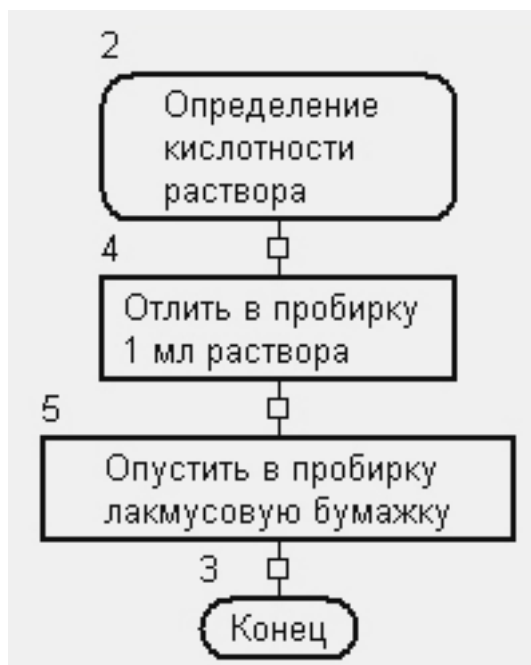 2
Определение
кислотности
раствора
4
Отлить в пробирку
1 мл раствора
5
Опустить в пробирку
лакмусовую бумажку
3
Конец